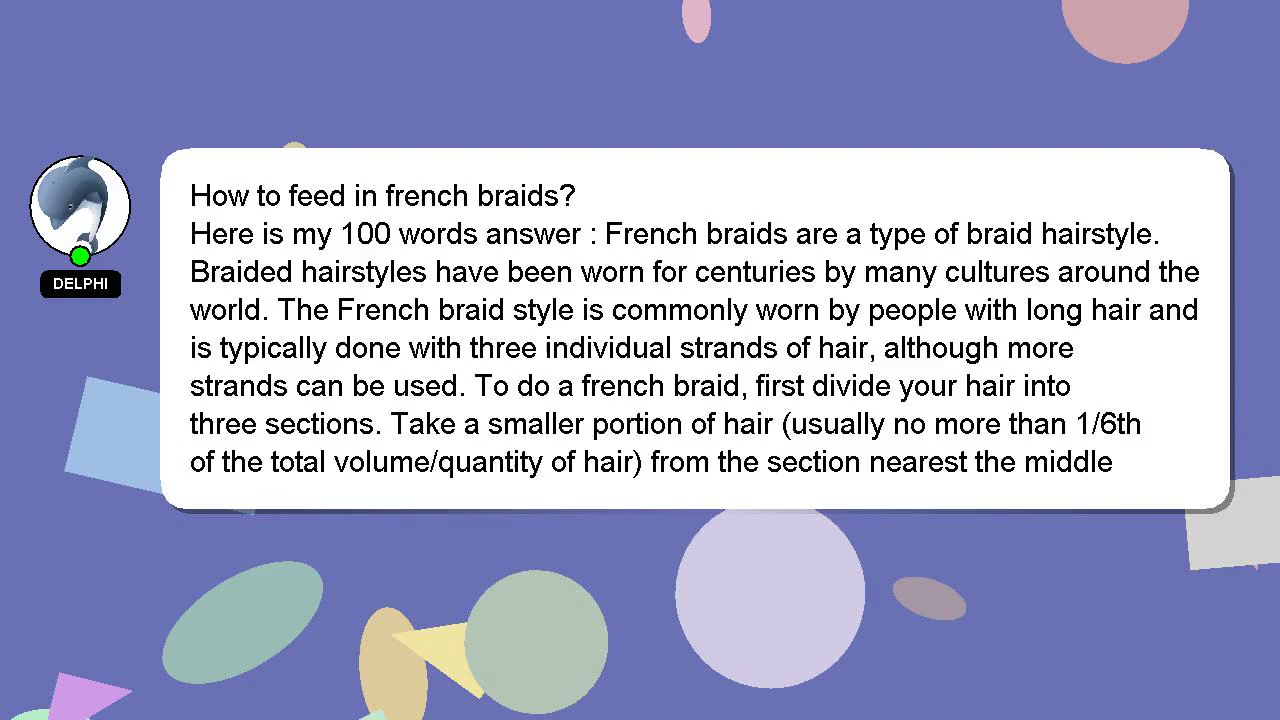 How to feed in french braids?
Here is my 100 words answer : French braids are a type of braid hairstyle.
Braided hairstyles have been worn for centuries by many cultures around the
world. The French braid style is commonly worn by people with long hair and
is typically done with three individual strands of hair, although more
strands can be used. To do a french braid, first divide your hair into
three sections. Take a smaller portion of hair (usually no more than 1/6th
of the total volume/quantity of hair) from the section nearest the middle
DELPHI